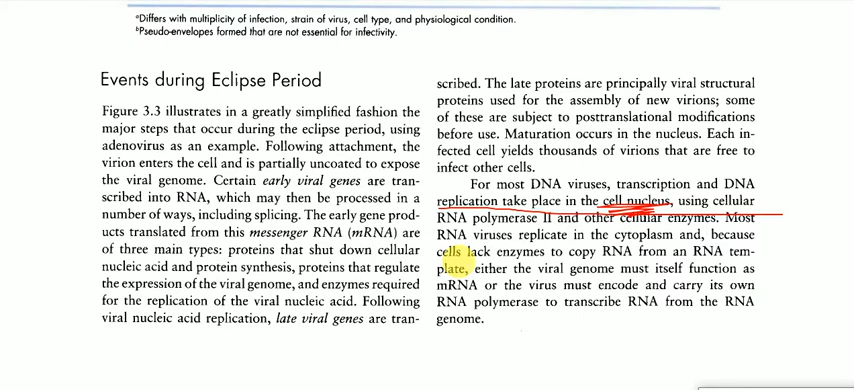 ᵃDiffers with multiplicity of infection, strain of virus, cell type, and physiological condition.
ᵇPseudo-envelopes formed that are not essential for infectivity.
Events during Eclipse Period
Figure 3.3 illustrates in a greatly simplified fashion the
major steps that occur during the eclipse period, using
adenovirus as an example. Following attachment, the
virion enters the cell and is partially uncoated to expose
the viral genome. Certain early viral genes are tran-
scribed into RNA, which may then be processed in a
number of ways, including splicing. The early gene prod-
ucts translated from this messenger RNA (mRNA) are
of three main types: proteins that shut down cellular
nucleic acid and protein synthesis, proteins that regulate
the expression of the viral genome, and enzymes required
for the replication of the viral nucleic acid. Following
viral nucleic acid replication, late viral genes are tran-
scribed. The late proteins are principally viral structural
proteins used for the assembly of new virions; some
of these are subject to posttranslational modifications
before use. Maturation occurs in the nucleus. Each in-
fected cell yields thousands of virions that are free to
infect other cells.
For most DNA viruses, transcription and DNA
replication take place in the cell nucleus, using cellular
RNA polymerase II and other cellular enzymes. Most
RNA viruses replicate in the cytoplasm and, because
cells lack enzymes to copy RNA from an RNA tem-
plate, either the viral genome must itself function as
mRNA or the virus must encode and carry its own
RNA polymerase to transcribe RNA from the RNA
genome.